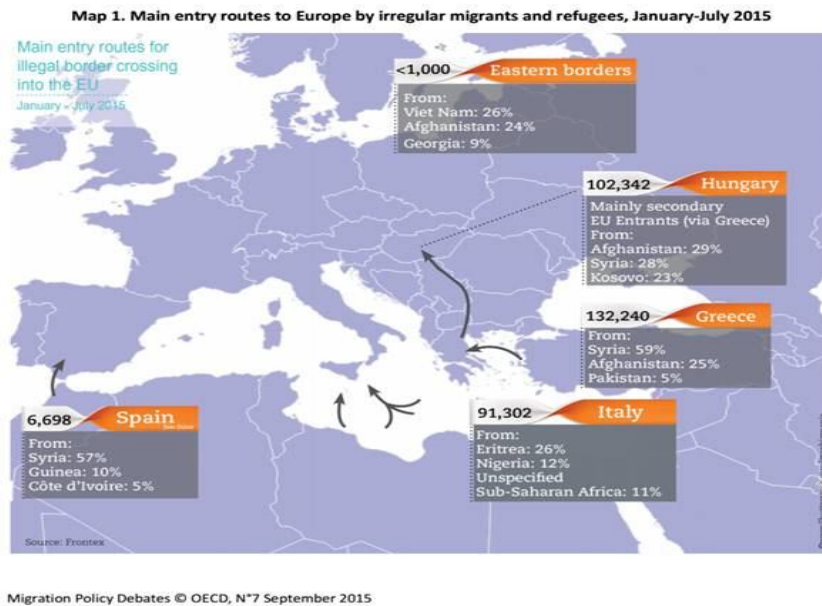 Map 1. Main entry routes to Europe by irregular migrants and refugees, January-July 2015
Main entry routes for
illegal border crossing
into the EU
January - July 2015
<1,000 Eastern borders
From:
Viet Nam: 26%
Afghanistan: 24%
Georgia: 9%
102,342 Hungary
Mainly secondary
EU Entrants (via Greece)
From:
Afghanistan: 29%
Syria: 28%
Kosovo: 23%
132,240 Greece
From:
Syria: 59%
Afghanistan: 25%
Pakistan: 5%
91,302 Italy
From:
Eritrea: 26%
Nigeria: 12%
Unspecified
Sub-Saharan Africa: 11%
6,698 Spain
From:
Syria: 57%
Guinea: 10%
Côte d'Ivoire: 5%
Source: Frontex
Migration Policy Debates © OECD, N°7 September 2015